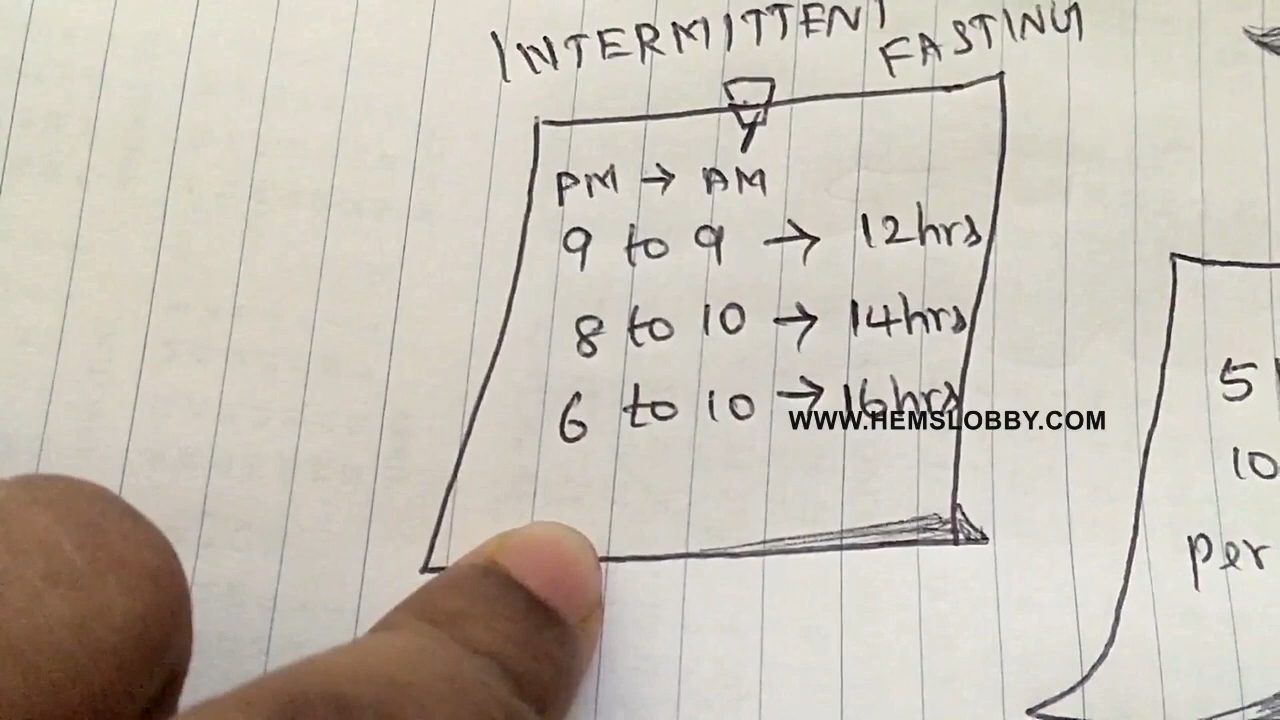 INTERMITTENT FASTING
PM → AM
9 to 9 → 12hrs
8 to 10 → 14hrs
6 to 10 → 16hrs
WWW.HEMSLOBBY.COM
5
10
per